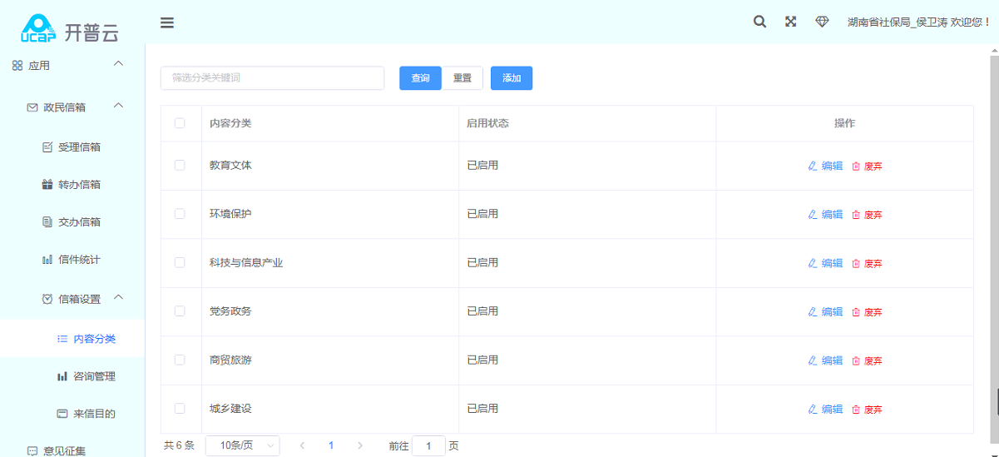 ucap 开普云
湖南省社保局_侯卫涛 欢迎您！
应用
政民信箱
受理信箱
转办信箱
交办信箱
信件统计
信箱设置
内容分类
咨询管理
来信目的
意见征集
筛选分类关键词 查询 重置 添加
内容分类 启用状态 操作
教育文体 已启用 编辑 废弃
环境保护 已启用 编辑 废弃
科技与信息产业 已启用 编辑 废弃
党务政务 已启用 编辑 废弃
商贸旅游 已启用 编辑 废弃
城乡建设 已启用 编辑 废弃
共 6 条 10条/页 1 前往 1 页